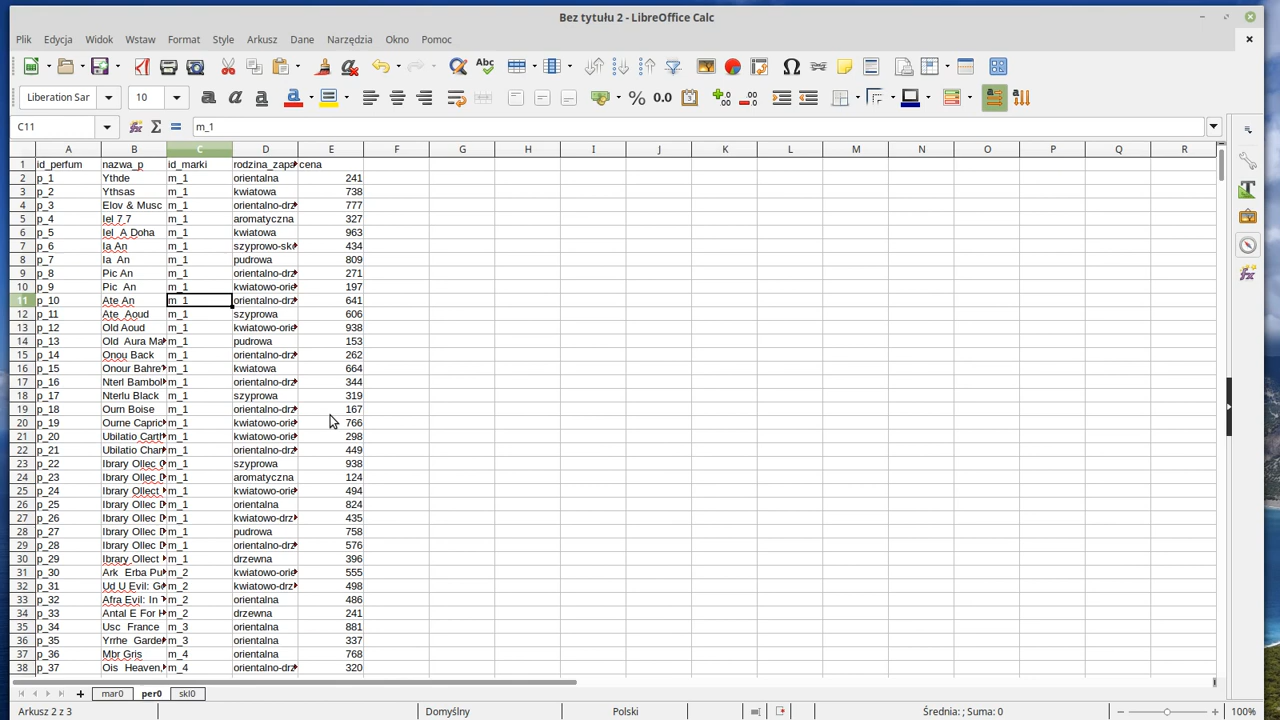 Bez tytułu 2 - LibreOffice Calc
Plik Edycja Widok Wstaw Format Style Arkusz Dane Narzędzia Okno Pomoc
Liberation Sar 10
C11 m_1
A B C D E F G H I J K L M N O P Q R
1 id_perfum nazwa_p id_marki rodzina_zapa cena
2 p_1 Ythde m_1 orientalna 241
3 p_2 Ythsas m_1 kwiatowa 738
4 p_3 Elov & Musc m_1 orientalno-drz 777
5 p_4 Iel 7.7 m_1 aromatyczna 327
6 p_5 Iel A Doha m_1 kwiatowa 963
7 p_6 Ia An m_1 szyprowo-skó 434
8 p_7 Ia An m_1 pudrowa 809
9 p_8 Pic An m_1 orientalno-drz 271
10 p_9 Pic An m_1 kwiatowo-orie 197
11 p_10 Ate An m_1 orientalno-drz 641
12 p_11 Ate Aoud m_1 szyprowa 606
13 p_12 Old Aoud m_1 kwiatowo-orie 938
14 p_13 Old Aura Ma m_1 pudrowa 153
15 p_14 Onou Back m_1 orientalno-drz 262
16 p_15 Onour Bahre m_1 kwiatowa 664
17 p_16 Nterl Bambol m_1 orientalno-drz 344
18 p_17 Nterlu Black m_1 szyprowa 319
19 p_18 Ourn Boise m_1 orientalno-drz 167
20 p_19 Ourne Capric m_1 kwiatowo-orie 766
21 p_20 Ubilatio Cart m_1 kwiatowo-orie 298
22 p_21 Ubilatio Char m_1 orientalno-drz 449
23 p_22 Ibrary Ollec m_1 szyprowa 938
24 p_23 Ibrary Ollec m_1 aromatyczna 124
25 p_24 Ibrary Ollect m_1 kwiatowo-orie 494
26 p_25 Ibrary Ollec m_1 orientalna 824
27 p_26 Ibrary Ollec m_1 kwiatowo-drz 435
28 p_27 Ibrary Ollec m_1 pudrowa 758
29 p_28 Ibrary Ollec m_1 orientalno-drz 576
30 p_29 Ibrary Ollect m_1 drzewna 396
31 p_30 Ark Erba Pu m_2 kwiatowo-orie 555
32 p_31 Ud U Evil: G m_2 kwiatowo-drz 498
33 p_32 Afra Evil: In m_2 orientalna 486
34 p_33 Antal E For H m_2 drzewna 241
35 p_34 Usc France m_3 orientalna 881
36 p_35 Yrrhe Garde m_3 orientalna 337
37 p_36 Mbr Gris m_4 orientalna 768
38 p_37 Ois Heaven, m_4 orientalno-drz 320
mar0 per0 skl0
Arkusz 2 z 3 Domyślny Polski Średnia: ; Suma: 0 100%